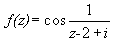 f(z) = cos 1/(z-2+i)